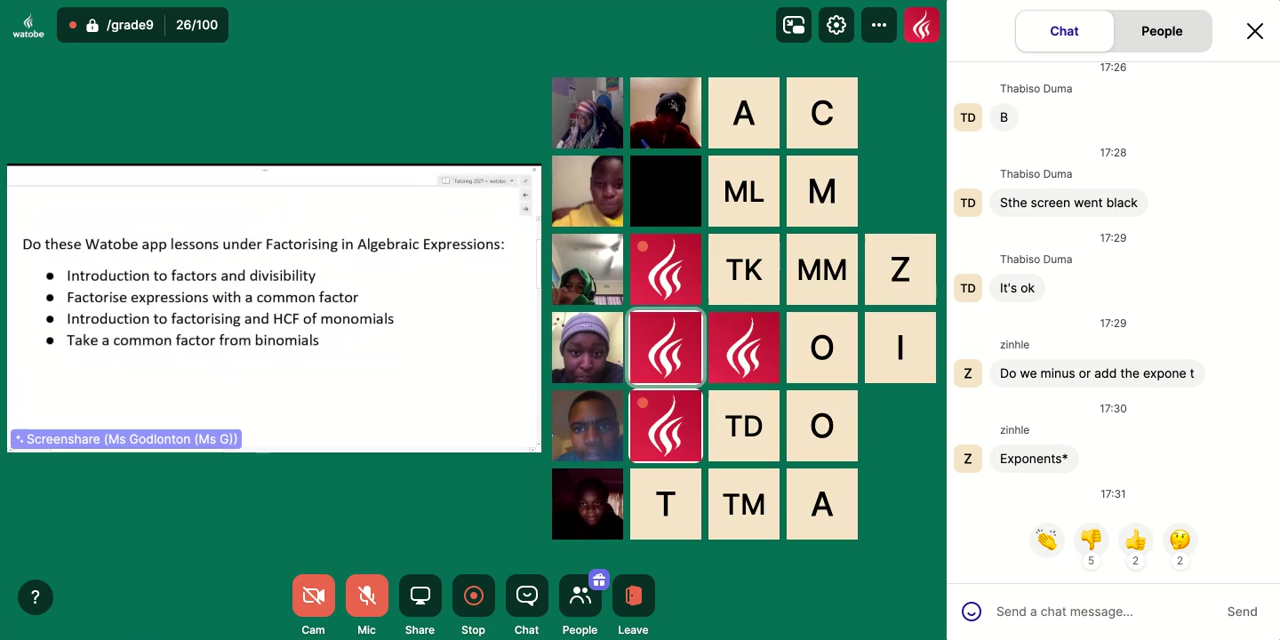 watobe
/grade9
26/100
Tutoring 2021 + watobe
Do these Watobe app lessons under Factorising in Algebraic Expressions:
Introduction to factors and divisibility
Factorise expressions with a common factor
Introduction to factorising and HCF of monomials
Take a common factor from binomials
Screenshare (Ms Godlonton (Ms G))
A
C
ML
M
TK
MM
Z
O
I
TD
O
T
TM
A
?
Cam
Mic
Share
Stop
Chat
People
Leave
Chat
People
17:26
Thabiso Duma
TD
B
17:28
Thabiso Duma
TD
Sthe screen went black
17:29
Thabiso Duma
TD
It's ok
17:29
zinhle
Z
Do we minus or add the expone t
17:30
zinhle
Z
Exponents*
17:31
5
2
2
Send a chat message...
Send